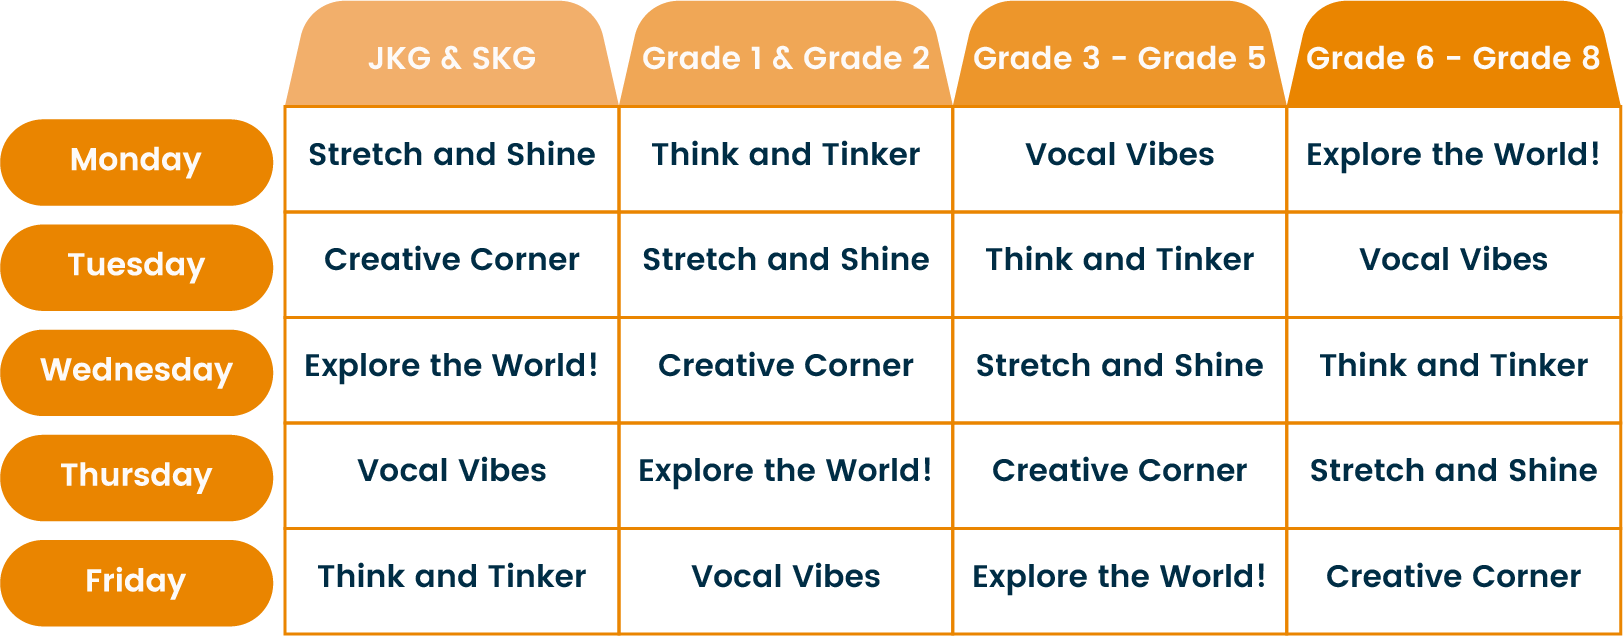 JKG & SKG Grade 1 & Grade 2 Grade 3 - Grade 5 Grade 6 - Grade 8
Monday Stretch and Shine Think and Tinker Vocal Vibes Explore the World!
Tuesday Creative Corner Stretch and Shine Think and Tinker Vocal Vibes
Wednesday Explore the World! Creative Corner Stretch and Shine Think and Tinker
Thursday Vocal Vibes Explore the World! Creative Corner Stretch and Shine
Friday Think and Tinker Vocal Vibes Explore the World! Creative Corner